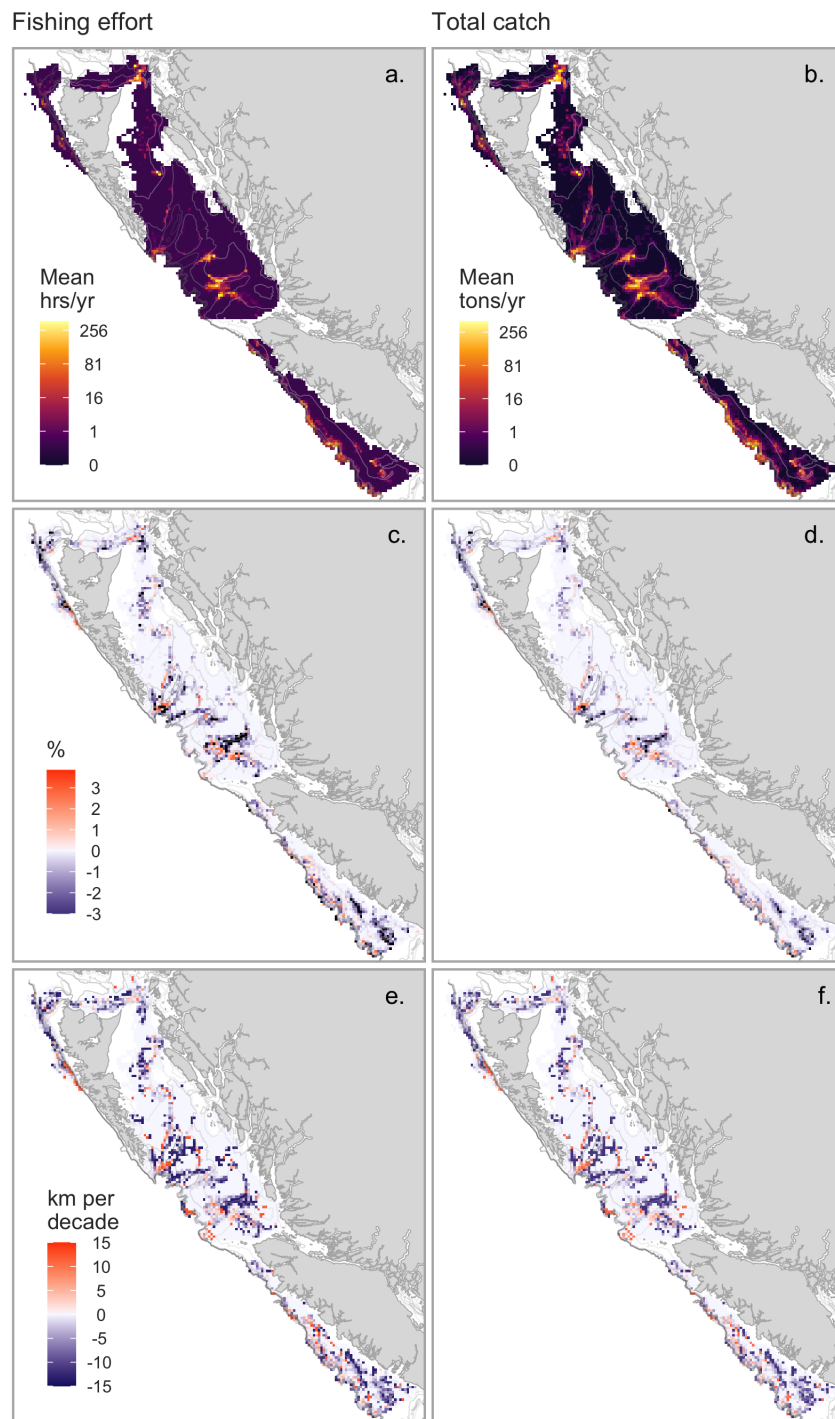 Fishing effort
Total catch
a.
b.
Mean
hrs/yr
256
81
16
1
0
Mean
tons/yr
256
81
16
1
0
c.
d.
%
3
2
1
0
-1
-2
-3
e.
f.
km per
decade
15
10
5
0
-5
-10
-15